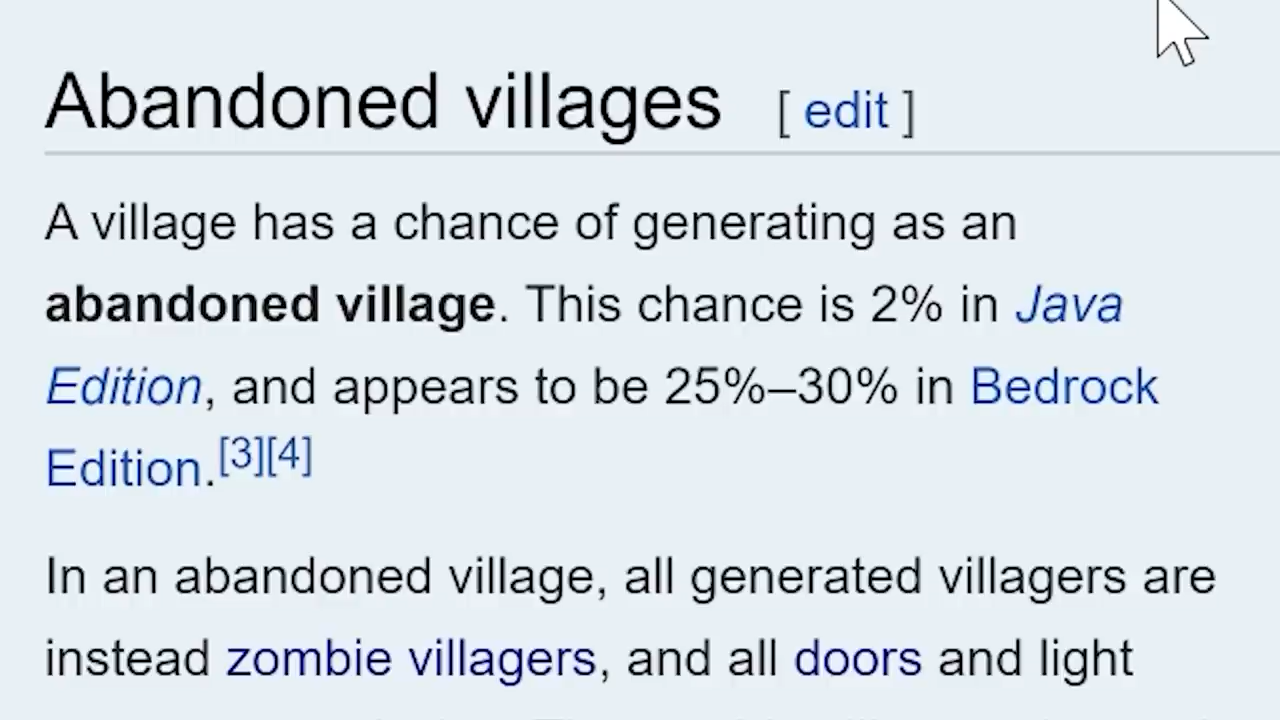 Abandoned villages [ edit ]
A village has a chance of generating as an
abandoned village. This chance is 2% in Java
Edition, and appears to be 25%–30% in Bedrock
Edition.[3][4]
In an abandoned village, all generated villagers are
instead zombie villagers, and all doors and light